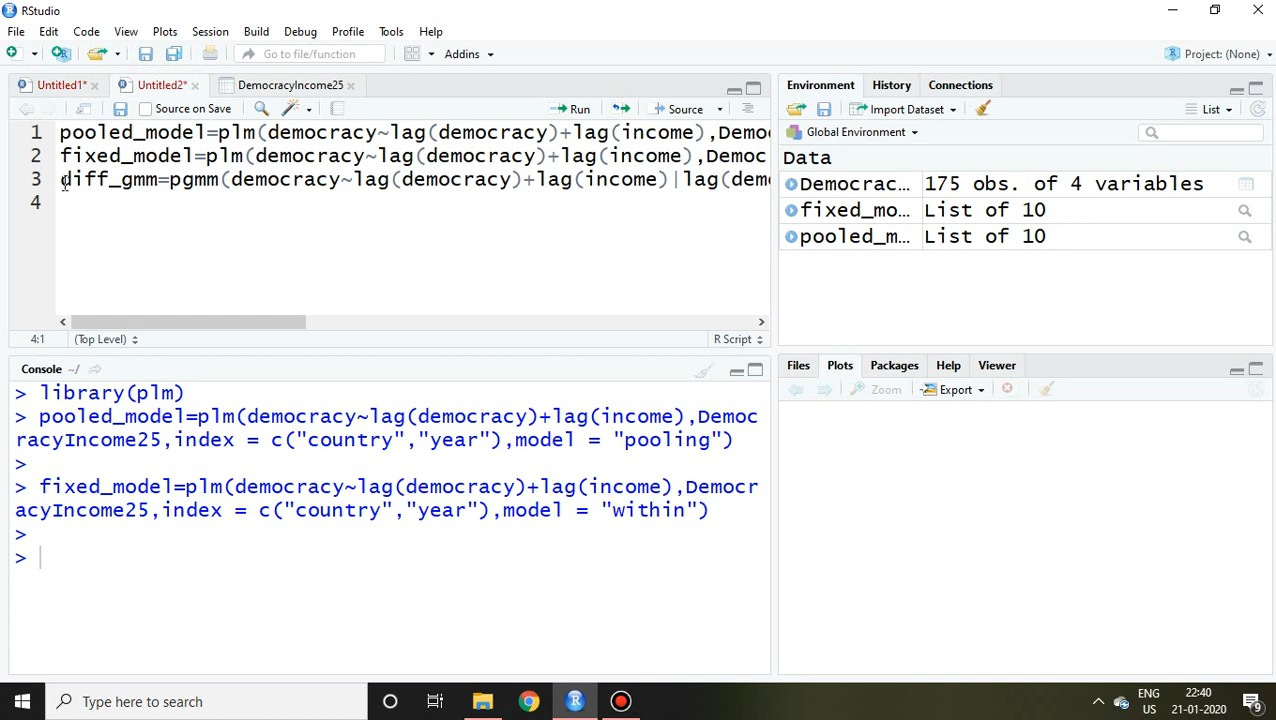 RStudio
File Edit Code View Plots Session Build Debug Profile Tools Help
Go to file/function Addins Project: (None)
Untitled1* Untitled2* DemocracyIncome25
Source on Save Run Source
1 pooled_model=plm(democracy~lag(democracy)+lag(income),Demo
2 fixed_model=plm(democracy~lag(democracy)+lag(income),Democ
3 diff_gmm=pgmm(democracy~lag(democracy)+lag(income)|lag(demo
4
4:1 (Top Level) R Script
Console ~/
> library(plm)
> pooled_model=plm(democracy~lag(democracy)+lag(income),Democ
racyIncome25,index = c("country","year"),model = "pooling")
>
> fixed_model=plm(democracy~lag(democracy)+lag(income),Democr
acyIncome25,index = c("country","year"),model = "within")
>
>
Environment History Connections
Import Dataset List
Global Environment
Data
Democrac... 175 obs. of 4 variables
fixed_mo... List of 10
pooled_m... List of 10
Files Plots Packages Help Viewer
Zoom Export
Type here to search
ENG 22:40
US 21-01-2020
9